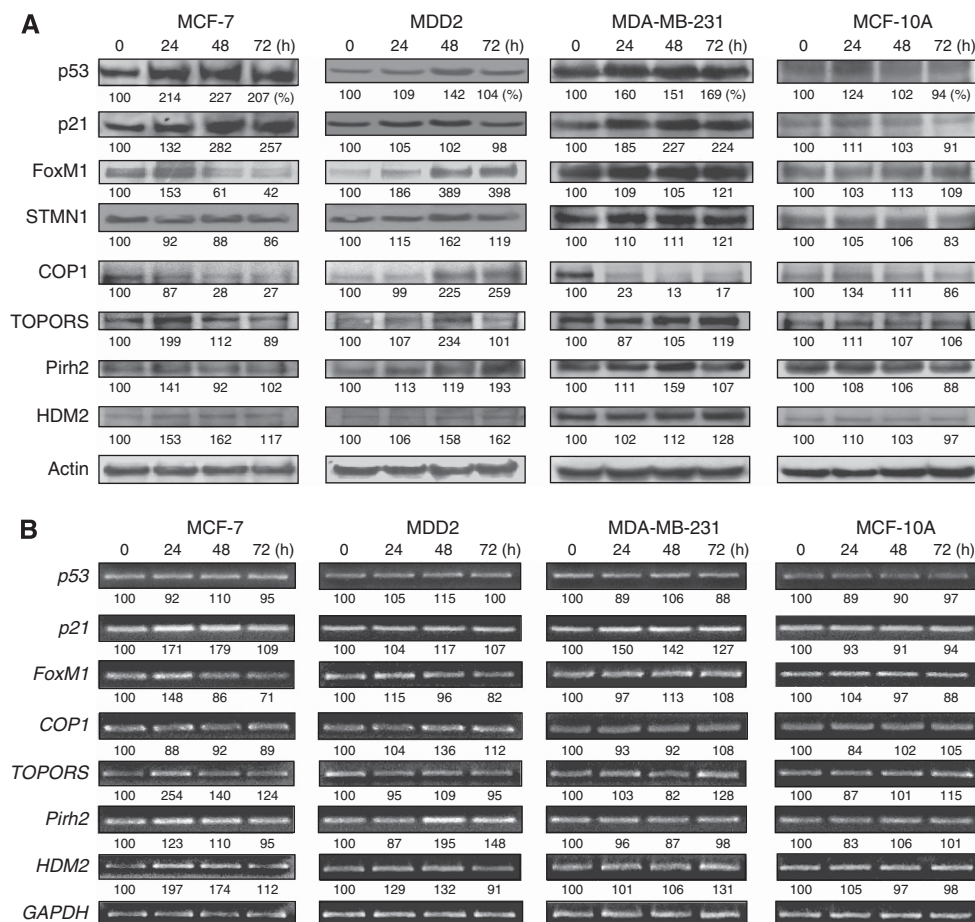 A
MCF-7 MDD2 MDA-MB-231 MCF-10A
0 24 48 72 (h) 0 24 48 72 (h) 0 24 48 72 (h) 0 24 48 72 (h)
p53
100 214 227 207 (%) 100 109 142 104 (%) 100 160 151 169 (%) 100 124 102 94 (%)
p21
100 132 282 257 100 105 102 98 100 185 227 224 100 111 103 91
FoxM1
100 153 61 42 100 186 389 398 100 109 105 121 100 103 113 109
STMN1
100 92 88 86 100 115 162 119 100 110 111 121 100 105 106 83
COP1
100 87 28 27 100 99 225 259 100 23 13 17 100 134 111 86
TOPORS
100 199 112 89 100 107 234 101 100 87 105 119 100 111 107 106
Pirh2
100 141 92 102 100 113 119 193 100 111 159 107 100 108 106 88
HDM2
100 153 162 117 100 106 158 162 100 102 112 128 100 110 103 97
Actin
B
MCF-7 MDD2 MDA-MB-231 MCF-10A
0 24 48 72 (h) 0 24 48 72 (h) 0 24 48 72 (h) 0 24 48 72 (h)
p53
100 92 110 95 100 105 115 100 100 89 106 88 100 89 90 97
p21
100 171 179 109 100 104 117 107 100 150 142 127 100 93 91 94
FoxM1
100 148 86 71 100 115 96 82 100 97 113 108 100 104 97 88
COP1
100 88 92 89 100 104 136 112 100 93 92 108 100 84 102 105
TOPORS
100 254 140 124 100 95 109 95 100 103 82 128 100 87 101 115
Pirh2
100 123 110 95 100 87 195 148 100 96 87 98 100 83 106 101
HDM2
100 197 174 112 100 129 132 91 100 101 106 131 100 105 97 98
GAPDH